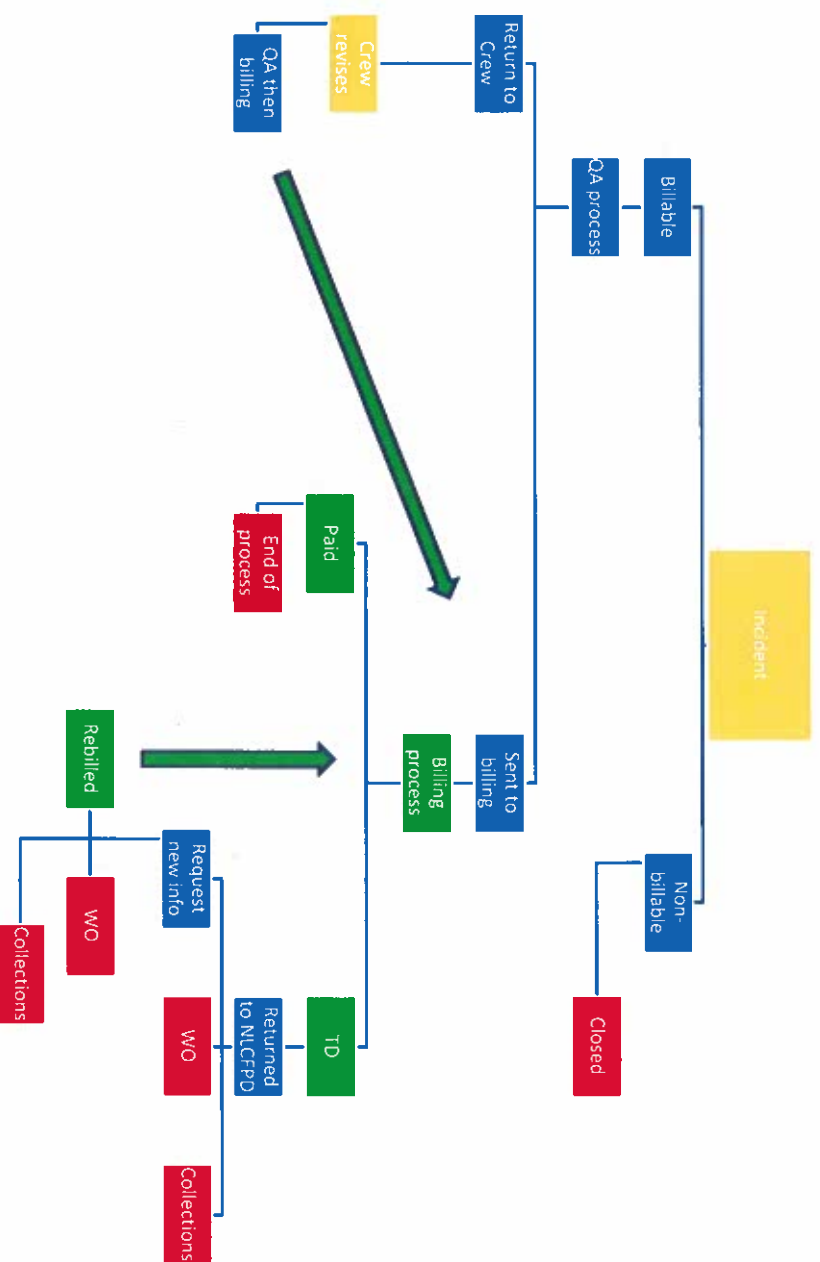 Incident
Billable
Non-
billable
QA process
Closed
Return to
Crew
Sent to
billing
Crew
revises
Billing
process
QA then
billing
Paid
TD
End of
process
Returned
to NLCFPD
Request
new info
WO
Collections
Rebilled
WO
Collections